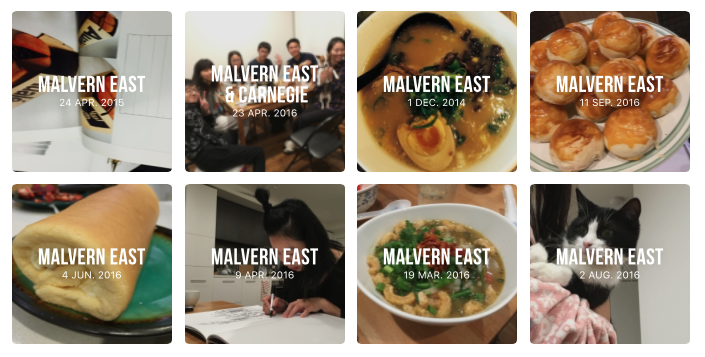 MALVERN EAST
24 APR. 2015
MALVERN EAST
& CARNEGIE
23 APR. 2016
MALVERN EAST
1 DEC. 2014
MALVERN EAST
11 SEP. 2016
MALVERN EAST
4 JUN. 2016
MALVERN EAST
9 APR. 2016
MALVERN EAST
19 MAR. 2016
MALVERN EAST
2 AUG. 2016